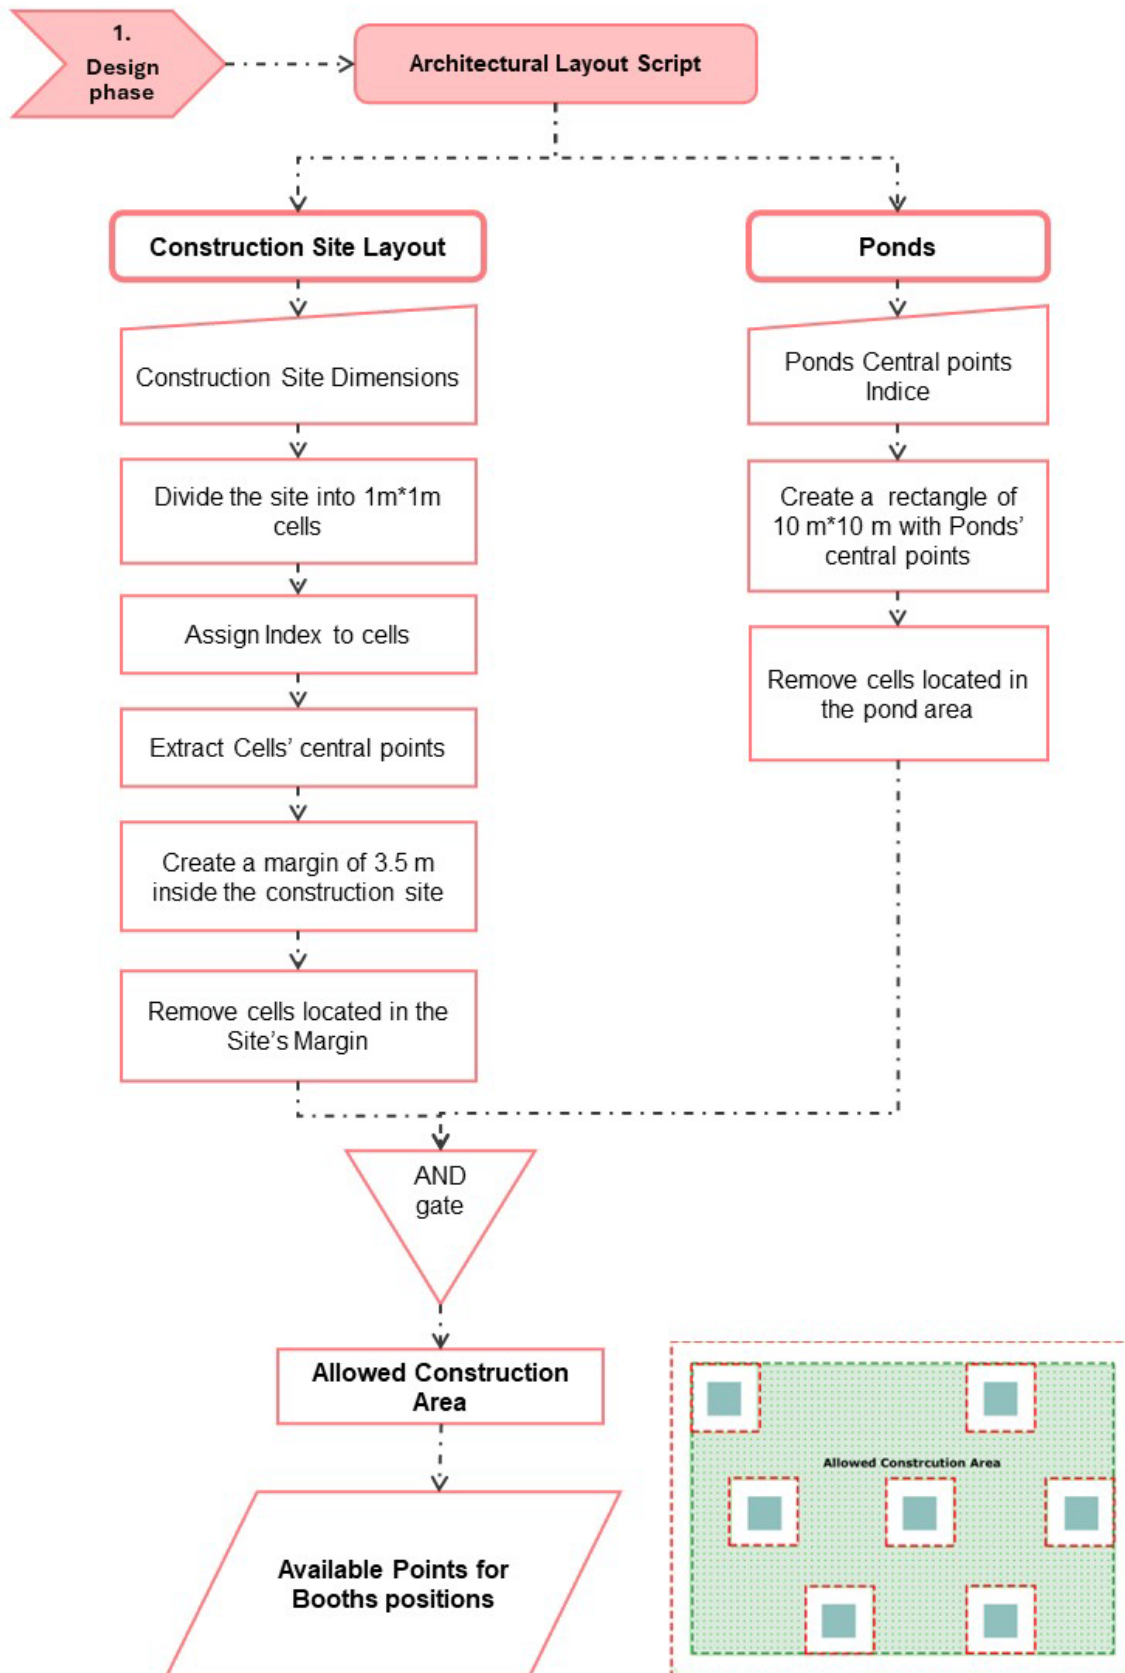 1.
Design
phase
Architectural Layout Script
Construction Site Layout
Ponds
Construction Site Dimensions
Ponds Central points
Indice
Divide the site into 1m*1m
cells
Create a rectangle of
10 m*10 m with Ponds'
central points
Assign Index to cells
Remove cells located in
the pond area
Extract Cells' central points
Create a margin of 3.5 m
inside the construction site
Remove cells located in the
Site's Margin
AND
gate
Allowed Construction
Area
Allowed Constrcution Area
Available Points for
Booths positions